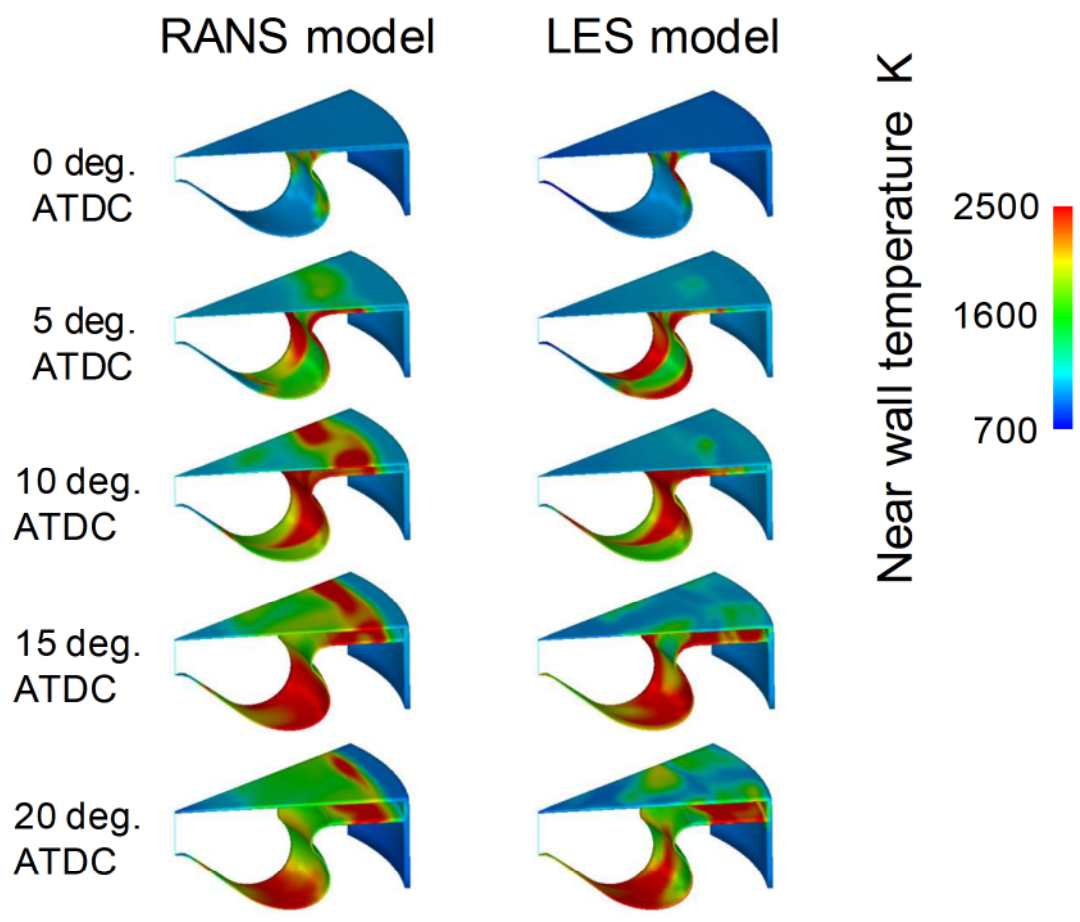 RANS model
LES model
0 deg.
ATDC
5 deg.
ATDC
10 deg.
ATDC
15 deg.
ATDC
20 deg.
ATDC
Near wall temperature K
2500
1600
700